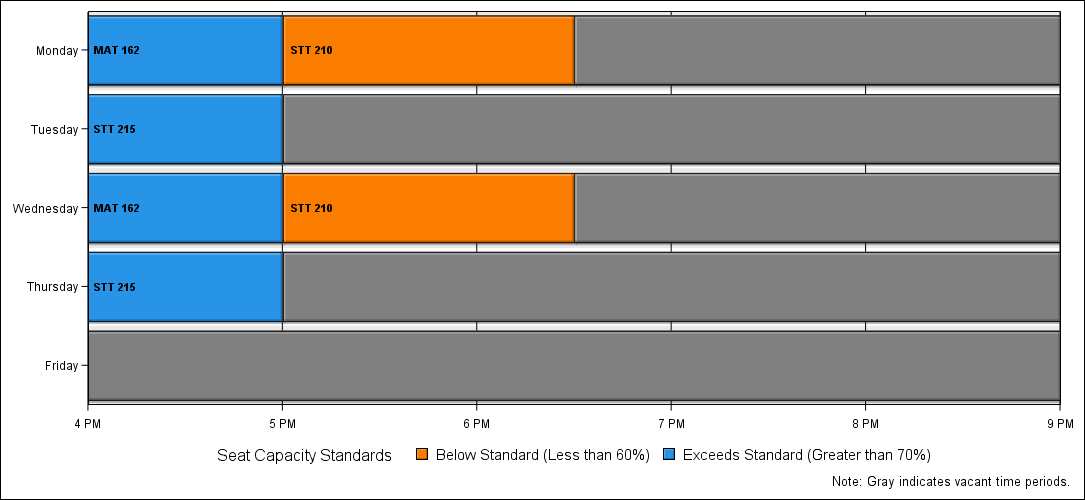 Monday MAT 162 STT 210
Tuesday STT 215
Wednesday MAT 162 STT 210
Thursday STT 215
Friday
4 PM 5 PM 6 PM 7 PM 8 PM 9 PM
Seat Capacity Standards Below Standard (Less than 60%) Exceeds Standard (Greater than 70%)
Note: Gray indicates vacant time periods.